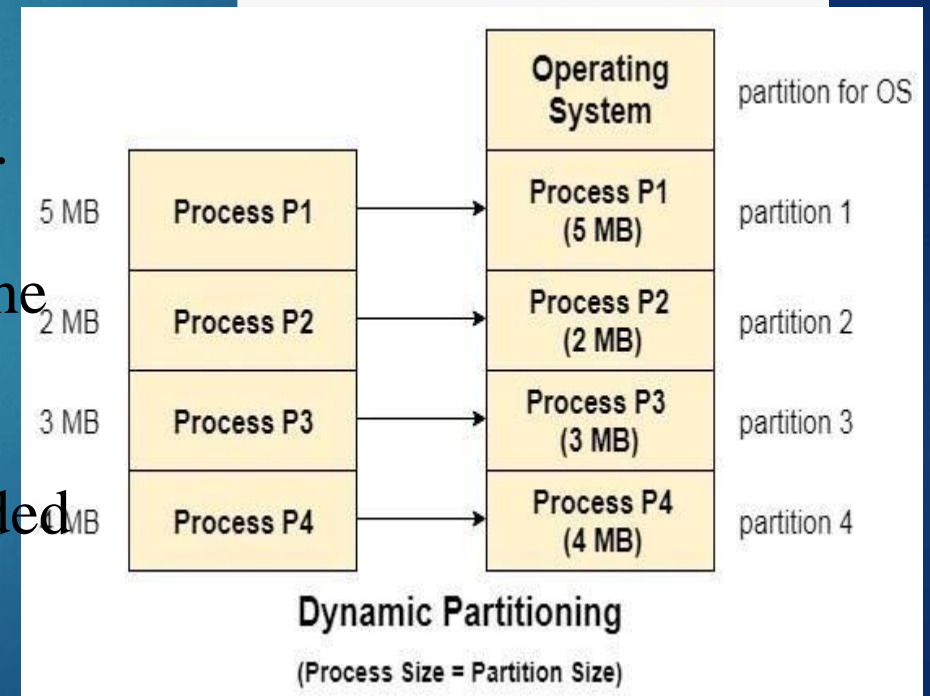 Operating
System
partition for OS
.
5 MB
Process P1
Process P1
(5 MB)
partition 1
ne
2 MB
Process P2
Process P2
(2 MB)
partition 2
3 MB
Process P3
Process P3
(3 MB)
partition 3
ded
MB
Process P4
Process P4
(4 MB)
partition 4
Dynamic Partitioning
(Process Size = Partition Size)